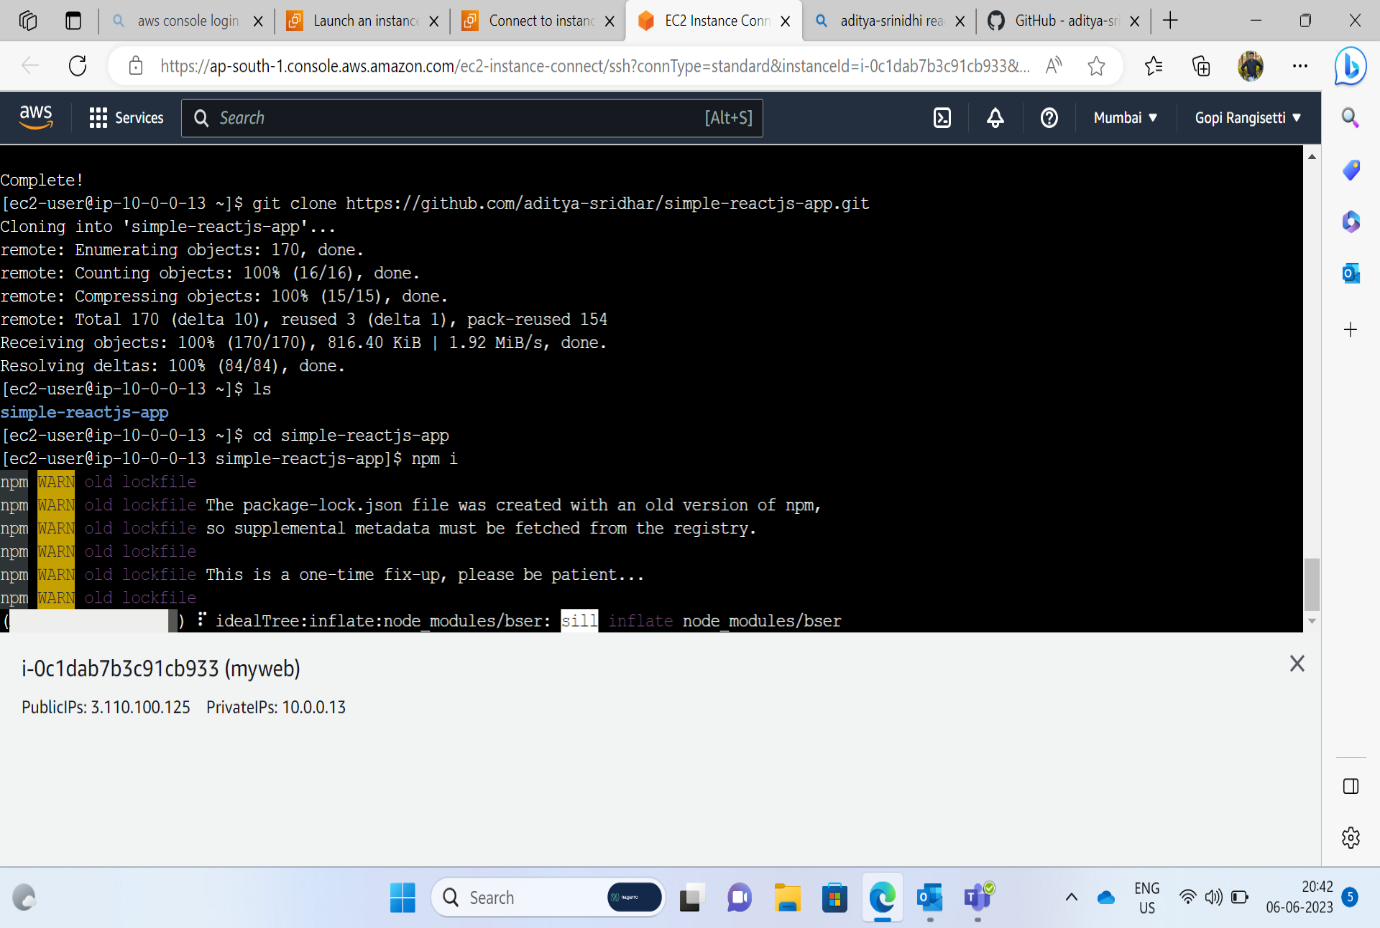 aws console login
Launch an instanc
Connect to instanc
EC2 Instance Conn
aditya-srinidhi rea
GitHub - aditya-sri
https://ap-south-1.console.aws.amazon.com/ec2-instance-connect/ssh?connType=standard&instanceId=i-0c1dab7b3c91cb933&...
aws
Services
Search
[Alt+S]
Mumbai
Gopi Rangisetti
Complete!
[ec2-user@ip-10-0-0-13 ~]$ git clone https://github.com/aditya-sridhar/simple-reactjs-app.git
Cloning into 'simple-reactjs-app'...
remote: Enumerating objects: 170, done.
remote: Counting objects: 100% (16/16), done.
remote: Compressing objects: 100% (15/15), done.
remote: Total 170 (delta 10), reused 3 (delta 1), pack-reused 154
Receiving objects: 100% (170/170), 816.40 KiB | 1.92 MiB/s, done.
Resolving deltas: 100% (84/84), done.
[ec2-user@ip-10-0-0-13 ~]$ ls
simple-reactjs-app
[ec2-user@ip-10-0-0-13 ~]$ cd simple-reactjs-app
[ec2-user@ip-10-0-0-13 simple-reactjs-app]$ npm i
npm WARN old lockfile
npm WARN old lockfile The package-lock.json file was created with an old version of npm,
npm WARN old lockfile so supplemental metadata must be fetched from the registry.
npm WARN old lockfile
npm WARN old lockfile This is a one-time fix-up, please be patient...
npm WARN old lockfile
( ) ⠏ idealTree:inflate:node_modules/bser: sill inflate node_modules/bser
i-0c1dab7b3c91cb933 (myweb)
PublicIPs: 3.110.100.125 PrivateIPs: 10.0.0.13
Search
ENG
US
20:42
06-06-2023
5